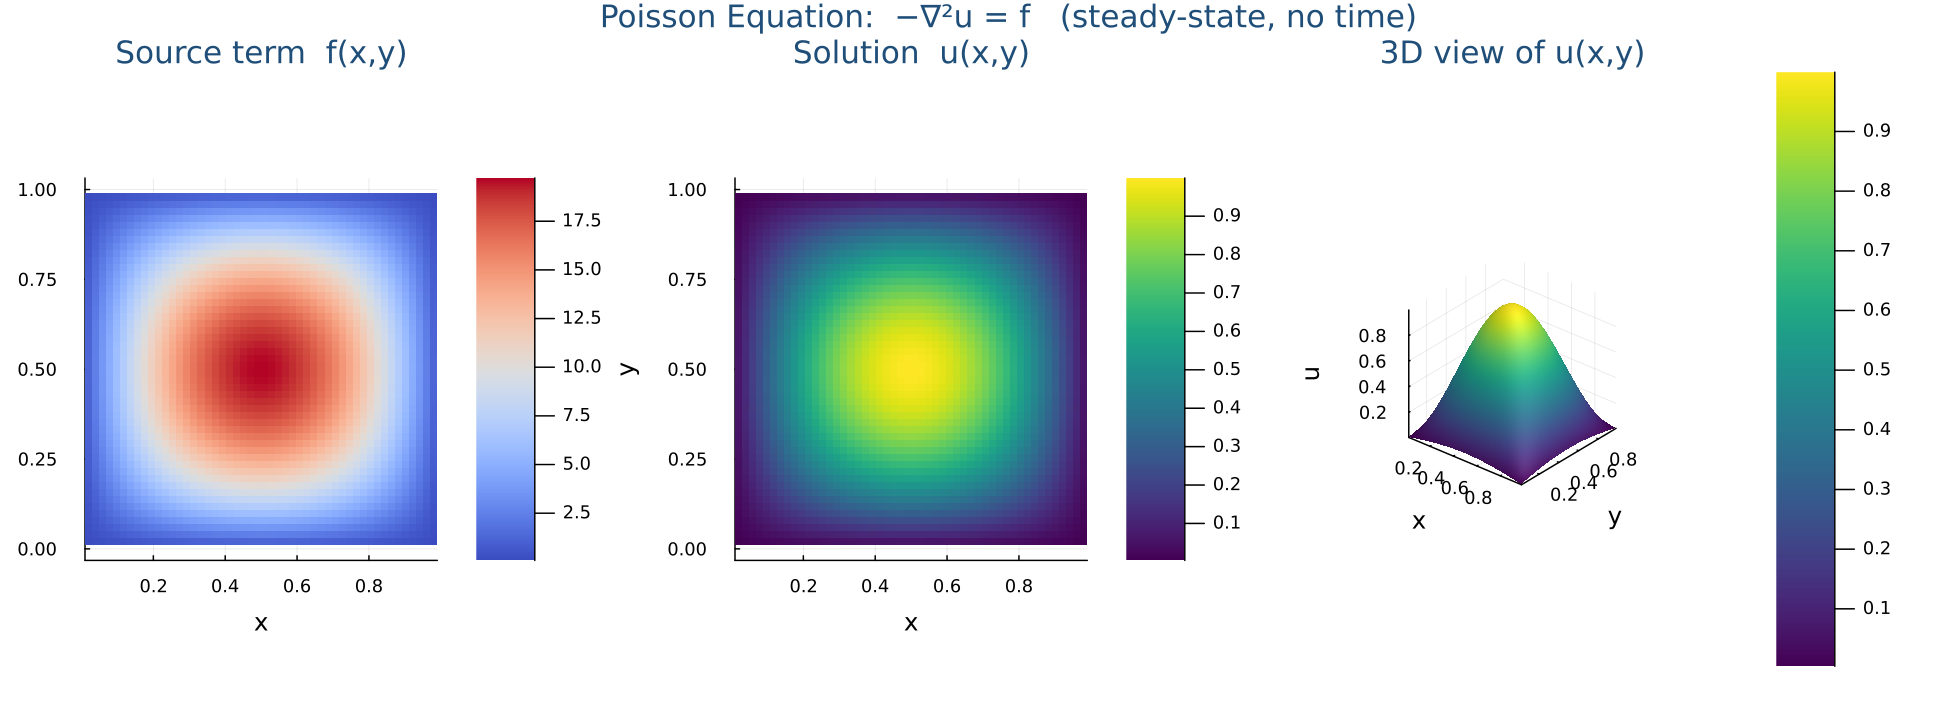 Poisson Equation:  −∇²u = f   (steady-state, no time)
Source term  f(x,y)
1.00
0.75
0.50
0.25
0.00
0.2 0.4 0.6 0.8
x
17.5
15.0
12.5
10.0
7.5
5.0
2.5
Solution  u(x,y)
y
1.00
0.75
0.50
0.25
0.00
0.2 0.4 0.6 0.8
x
0.9
0.8
0.7
0.6
0.5
0.4
0.3
0.2
0.1
3D view of u(x,y)
u
0.8
0.6
0.4
0.2
0.2 0.4 0.6 0.8
x
0.2 0.4 0.6 0.8
y
0.9
0.8
0.7
0.6
0.5
0.4
0.3
0.2
0.1